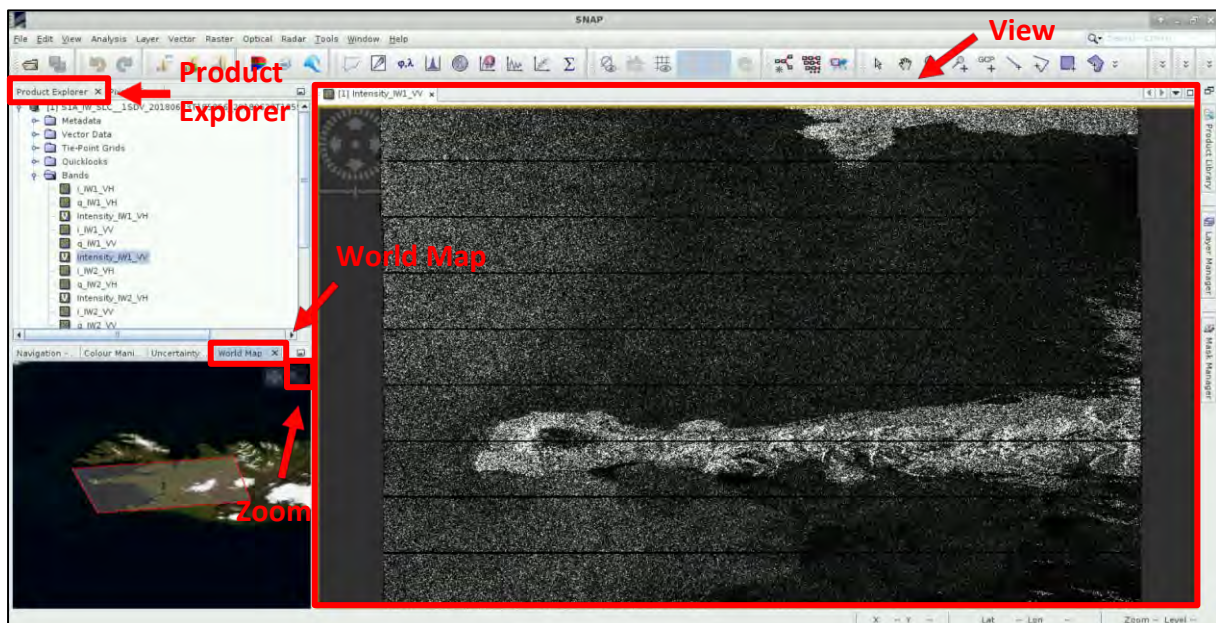 SNAP
File Edit View Analysis Layer Vector Raster Optical Radar Tools Window Help
View
Product
Explorer
Product Explorer
[1] Intensity_IW1_VV
Metadata
Vector Data
Tie-Point Grids
Quicklooks
Bands
i_IW1_VH
q_IW1_VH
Intensity_IW1_VH
i_IW1_VV
q_IW1_VV
Intensity_IW1_VV
i_IW2_VH
q_IW2_VH
Intensity_IW2_VH
i_IW2_VV
q_IW2_VV
World Map
Navigation - Colour Mani... Uncertainty World Map
Zoom
Product Library
Layer Manager
Mask Manager
X -- Y -- Lat -- Lon -- Zoom -- Level --